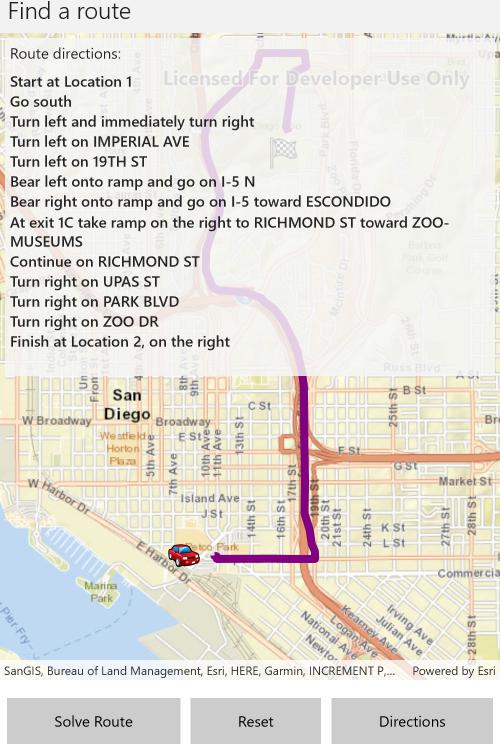 Find a route
Route directions:
Licensed For Developer Use Only
Start at Location 1
Go south
Turn left and immediately turn right
Turn left on IMPERIAL AVE
Turn left on 19TH ST
Bear left onto ramp and go on I-5 N
Bear right onto ramp and go on I-5 toward ESCONDIDO
At exit 1C take ramp on the right to RICHMOND ST toward ZOO-
MUSEUMS
Continue on RICHMOND ST
Turn right on UPAS ST
Turn right on PARK BLVD
Turn right on ZOO DR
Finish at Location 2, on the right
Park Blvd
Balboa
Park Golf
Course
Russ Blvd
A St
B St
San
Diego
C St
W Broadway
Broadway
E St
F St
G St
Westfield
Horton
Plaza
5th Ave
7th Ave
8th Ave
9th Ave
10th Ave
11th Ave
13th St
14th St
16th St
17th St
19th St
20th St
21st St
24th St
25th St
27th St
28th St
Market St
Island Ave
J St
K St
L St
W Harbor Dr
E Harbor Dr
Petco Park
Commercia
Marina
Park
Pier-Fry
Irving Ave
Julian Ave
Kearney Ave
Logan Ave
National Ave
Newto
28th St
SanGIS, Bureau of Land Management, Esri, HERE, Garmin, INCREMENT P,...
Powered by Esri
Solve Route
Reset
Directions